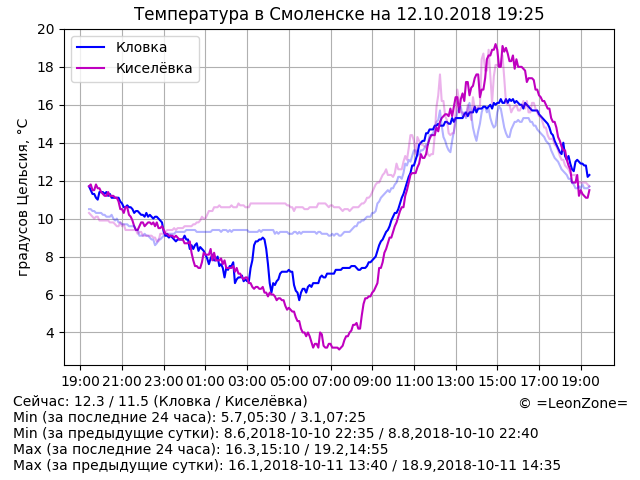 Температура в Смоленске на 12.10.2018 19:25
градусов Цельсия, °C
20
18
16
14
12
10
8
6
4
Кловка
Киселёвка
19:00 21:00 23:00 01:00 03:00 05:00 07:00 09:00 11:00 13:00 15:00 17:00 19:00
Сейчас: 12.3 / 11.5 (Кловка / Киселёвка)
© =LeonZone=
Min (за последние 24 часа): 5.7,05:30 / 3.1,07:25
Min (за предыдущие сутки): 8.6,2018-10-10 22:35 / 8.8,2018-10-10 22:40
Max (за последние 24 часа): 16.3,15:10 / 19.2,14:55
Max (за предыдущие сутки): 16.1,2018-10-11 13:40 / 18.9,2018-10-11 14:35